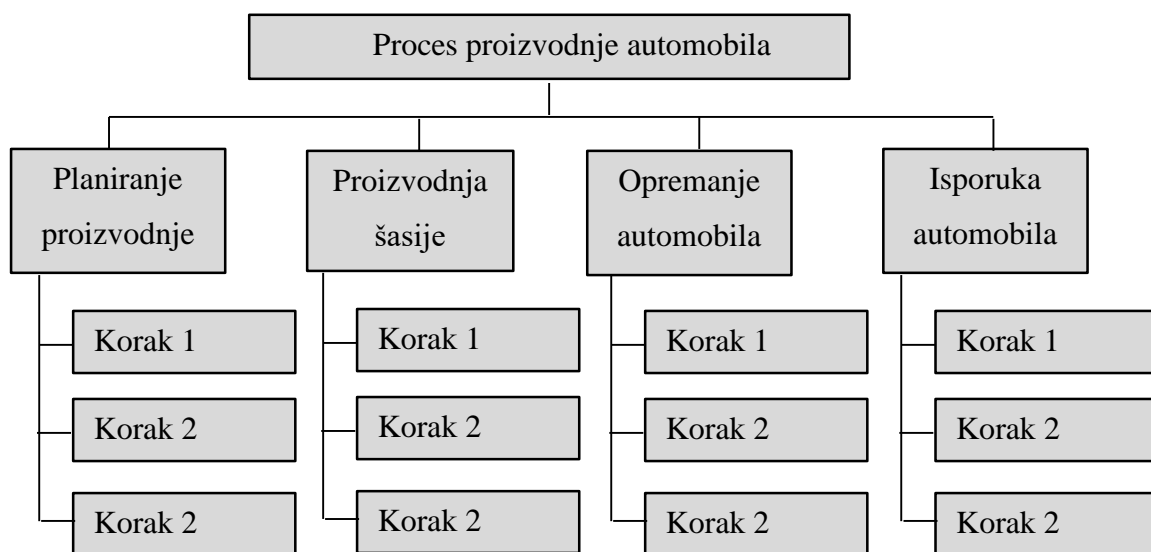 Proces proizvodnje automobila
Planiranje
proizvodnje
Proizvodnja
šasije
Opremanje
automobila
Isporuka
automobila
Korak 1
Korak 1
Korak 1
Korak 1
Korak 2
Korak 2
Korak 2
Korak 2
Korak 2
Korak 2
Korak 2
Korak 2